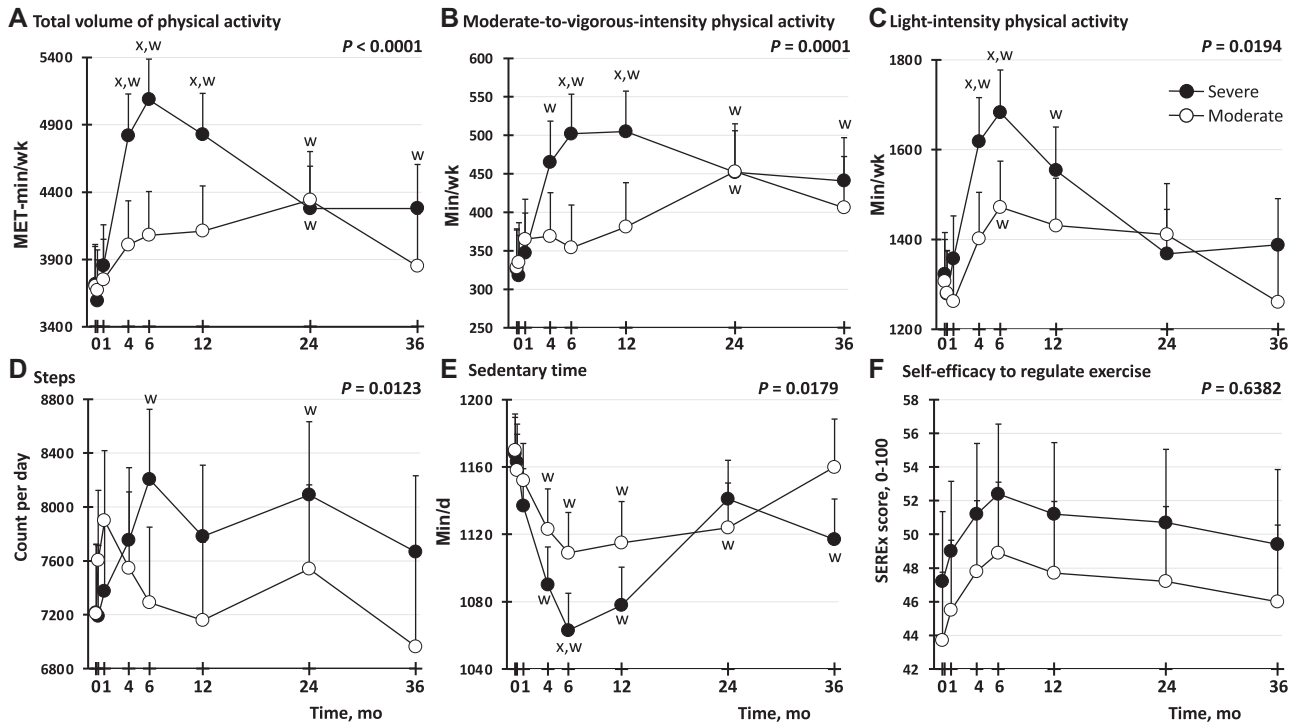 A Total volume of physical activity
P < 0.0001
MET-min/wk
5400
4900
4400
3900
3400
x,w
x,w
x,w
w
w
w
0 1 4 6 12 24 36
B Moderate-to-vigorous-intensity physical activity
P = 0.0001
Min/wk
600
550
500
450
400
350
300
250
w
x,w
x,w
w
w
w
0 1 4 6 12 24 36
C Light-intensity physical activity
P = 0.0194
Min/wk
1800
1600
1400
1200
x,w
x,w
w
w
Severe
Moderate
0 1 4 6 12 24 36
D Steps
P = 0.0123
Count per day
8800
8400
8000
7600
7200
6800
w
w
0 1 4 6 12 24 36
Time, mo
E Sedentary time
P = 0.0179
Min/d
1200
1160
1120
1080
1040
w
w
w
w
x,w
w
w
w
0 1 4 6 12 24 36
Time, mo
F Self-efficacy to regulate exercise
P = 0.6382
SEREx score, 0-100
58
56
54
52
50
48
46
44
42
0 1 4 6 12 24 36
Time, mo